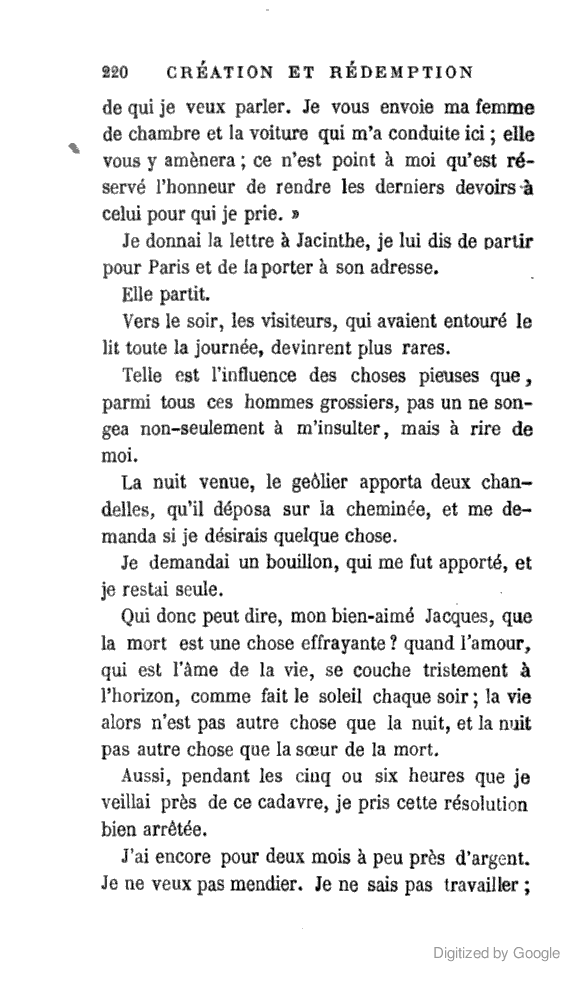 220 CRÉATION ET RÉDEMPTION
de qui je veux parler. Je vous envoie ma femme
de chambre et la voiture qui m'a conduite ici ; elle
vous y amènera ; ce n'est point à moi qu'est ré-
servé l'honneur de rendre les derniers devoirs à
celui pour qui je prie. »
Je donnai la lettre à Jacinthe, je lui dis de partir
pour Paris et de la porter à son adresse.
Elle partit.
Vers le soir, les visiteurs, qui avaient entouré le
lit toute la journée, devinrent plus rares.
Telle est l'influence des choses pieuses que,
parmi tous ces hommes grossiers, pas un ne son-
gea non-seulement à m'insulter, mais à rire de
moi.
La nuit venue, le geôlier apporta deux chan-
delles, qu'il déposa sur la cheminée, et me de-
manda si je désirais quelque chose.
Je demandai un bouillon, qui me fut apporté, et
je restai seule.
Qui donc peut dire, mon bien-aimé Jacques, que
la mort est une chose effrayante ? quand l'amour,
qui est l'âme de la vie, se couche tristement à
l'horizon, comme fait le soleil chaque soir ; la vie
alors n'est pas autre chose que la nuit, et la nuit
pas autre chose que la sœur de la mort.
Aussi, pendant les cinq ou six heures que je
veillai près de ce cadavre, je pris cette résolution
bien arrêtée.
J'ai encore pour deux mois à peu près d'argent.
Je ne veux pas mendier. Je ne sais pas travailler ;
Digitized by Google